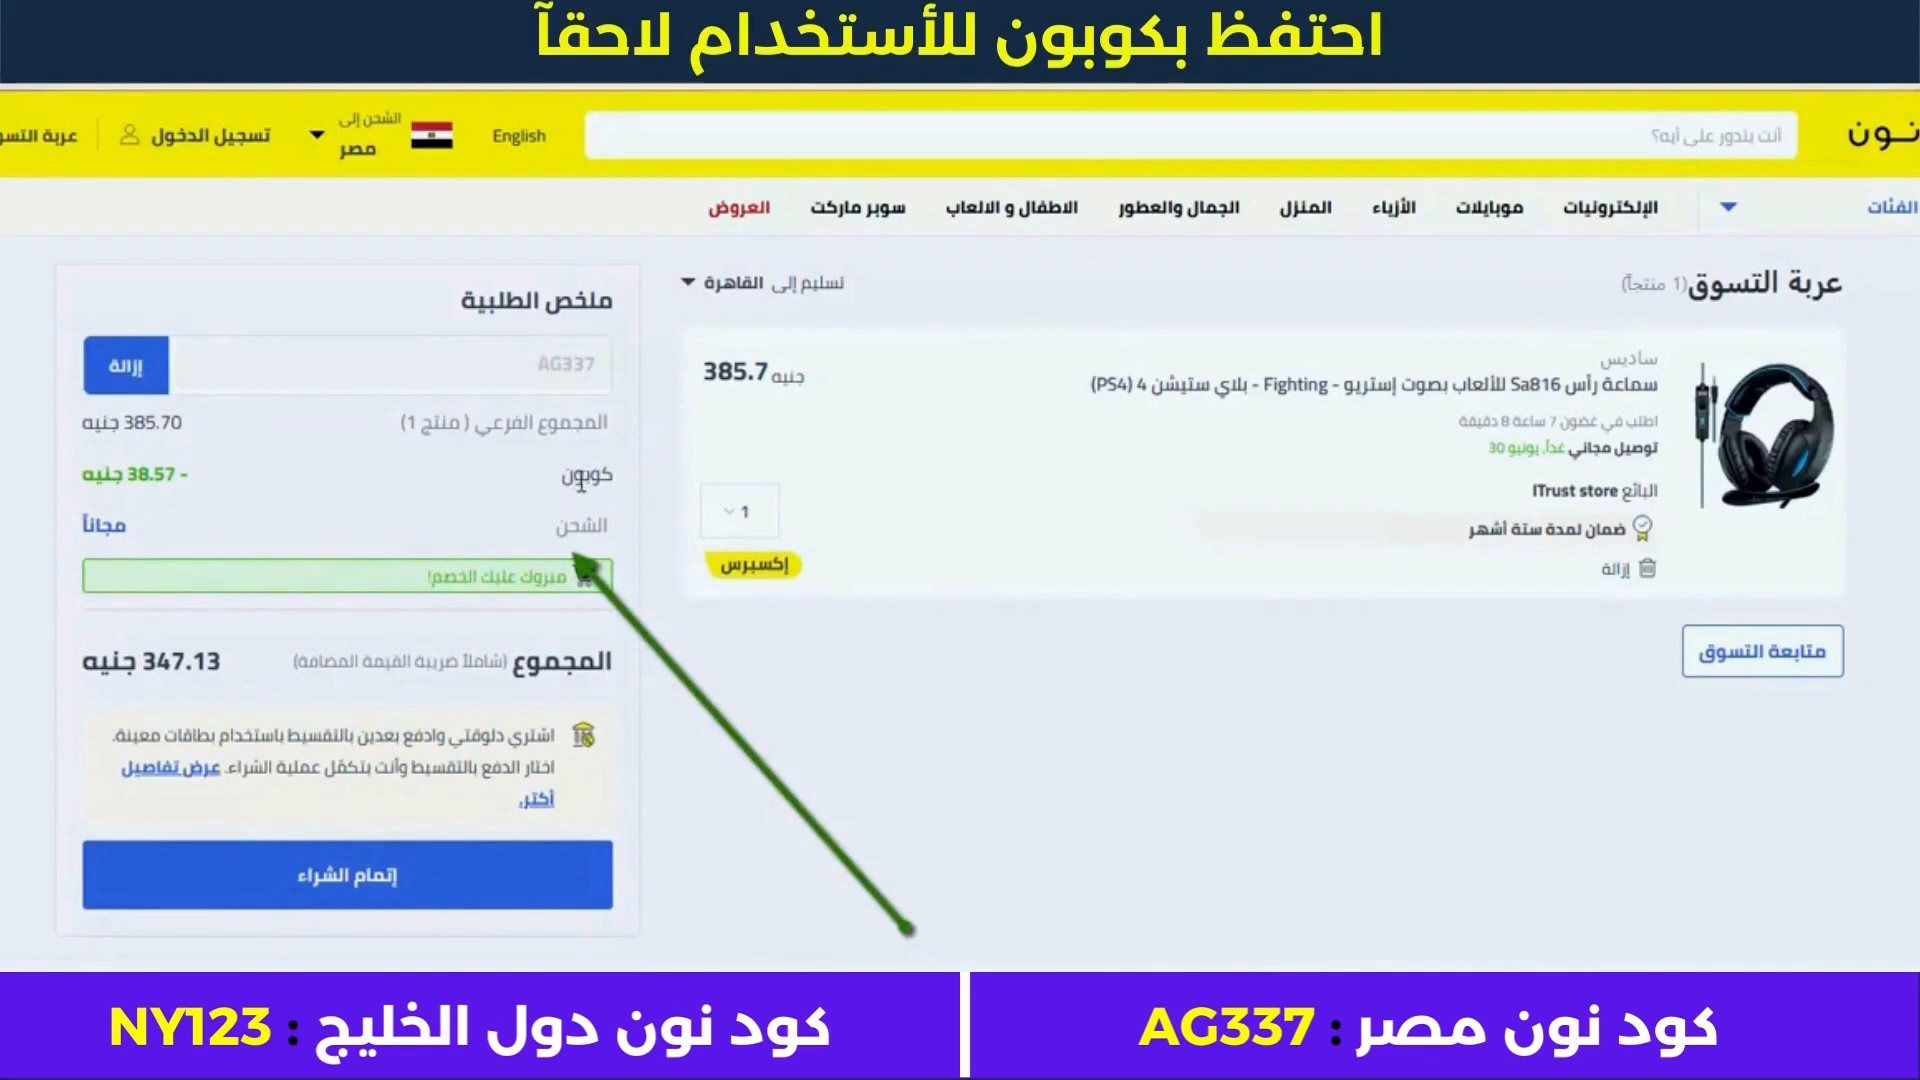 احتفظ بكوبون للأستخدام لاحقآ
نون
أنت بتدور على أيه؟
English
الشحن إلى
مصر
تسجيل الدخول
عربة التسو
الفئات
الإلكترونيات
موبايلات
الأزياء
المنزل
الجمال والعطور
الاطفال و الالعاب
سوبر ماركت
العروض
عربة التسوق (1 منتجاً)
تسليم إلى القاهرة
ساديس
سماعة رأس Sa816 للألعاب بصوت إستريو - Fighting - بلاي ستيشن 4 (PS4)
جنيه 385.7
اطلب في غضون 7 ساعة 8 دقيقة
توصيل مجاني غداً, يونيو 30
البائع ITrust store
ضمان لمدة ستة أشهر
إزالة
1
إكسبرس
متابعة التسوق
ملخص الطلبية
AG337
إزالة
المجموع الفرعي ( منتج 1) 385.70 جنيه
كوبون - 38.57 جنيه
الشحن مجاناً
مبروك عليك الخصم!
المجموع (شاملاً ضريبة القيمة المضافة) 347.13 جنيه
اشتري دلوقتي وادفع بعدين بالتقسيط باستخدام بطاقات معينة.
اختار الدفع بالتقسيط وأنت بتكمّل عملية الشراء. عرض تفاصيل
أكتر.
إتمام الشراء
كود نون مصر : AG337
كود نون دول الخليج : NY123